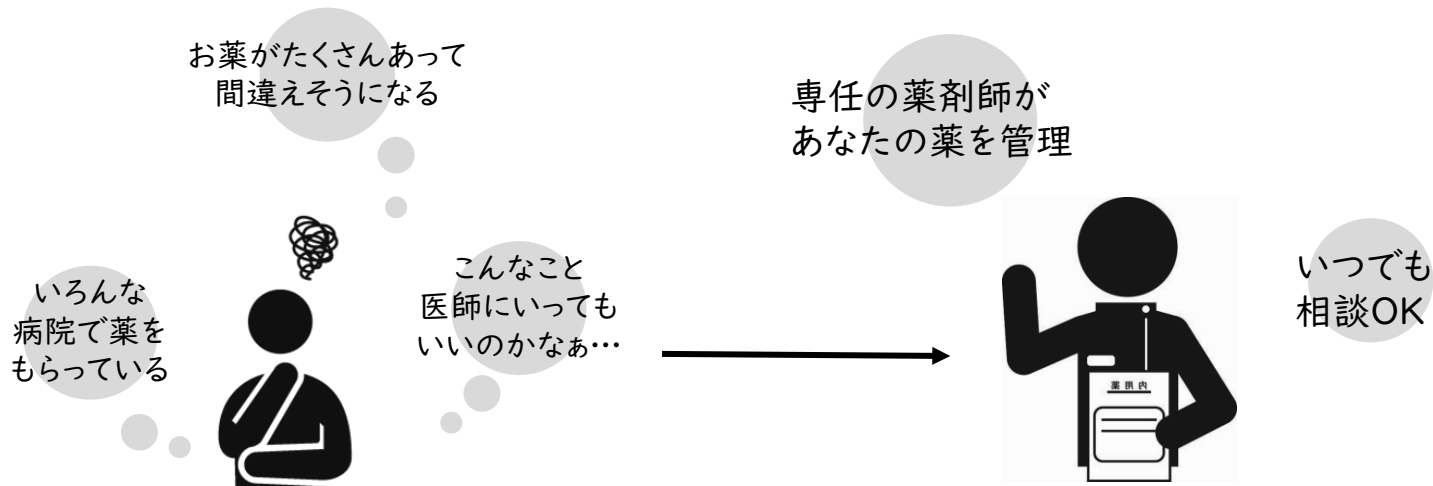 お薬がたくさんあって
間違えそうになる
いろんな
病院で薬を
もらっている
こんなこと
医師にいっても
いいのかなぁ…
専任の薬剤師が
あなたの薬を管理
いつでも
相談OK
薬服内